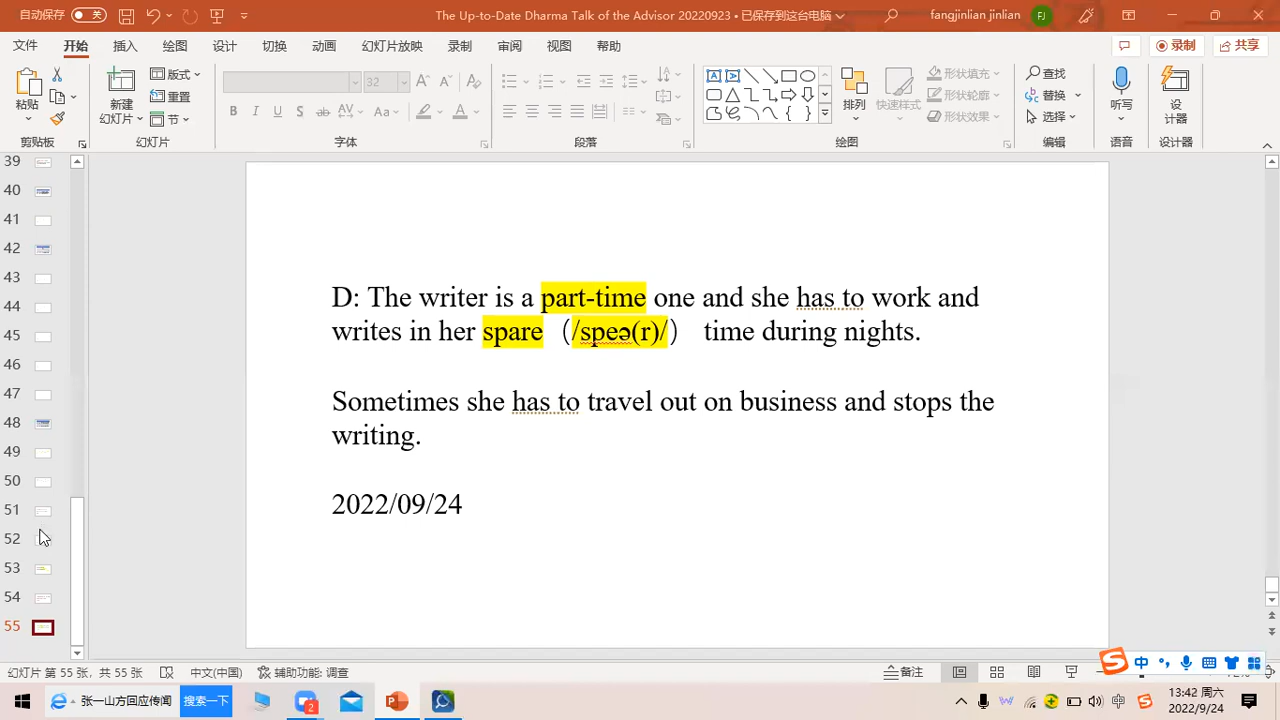 自动保存 关 The Up-to-Date Dharma Talk of the Advisor 20220923 • 已保存到这台电脑 fangjinlian jinlian FJ
文件 开始 插入 绘图 设计 切换 动画 幻灯片放映 录制 审阅 视图 帮助 录制 共享
粘贴 新建 幻灯片 版式 重置 节 32 排列 快速样式 形状填充 形状轮廓 形状效果 查找 替换 选择 听写 设计器
剪贴板 幻灯片 字体 段落 绘图 编辑 语音 设计器
39
40
41
42
43
44
45
46
47
48
49
50
51
52
53
54
55
D: The writer is a part-time one and she has to work and
writes in her spare （/speə(r)/） time during nights.
Sometimes she has to travel out on business and stops the
writing.
2022/09/24
幻灯片 第 55 张，共 55 张 中文(中国) 辅助功能: 调查 备注
中
张一山方回应传闻 搜索一下 2 中 13:42 周六
2022/9/24